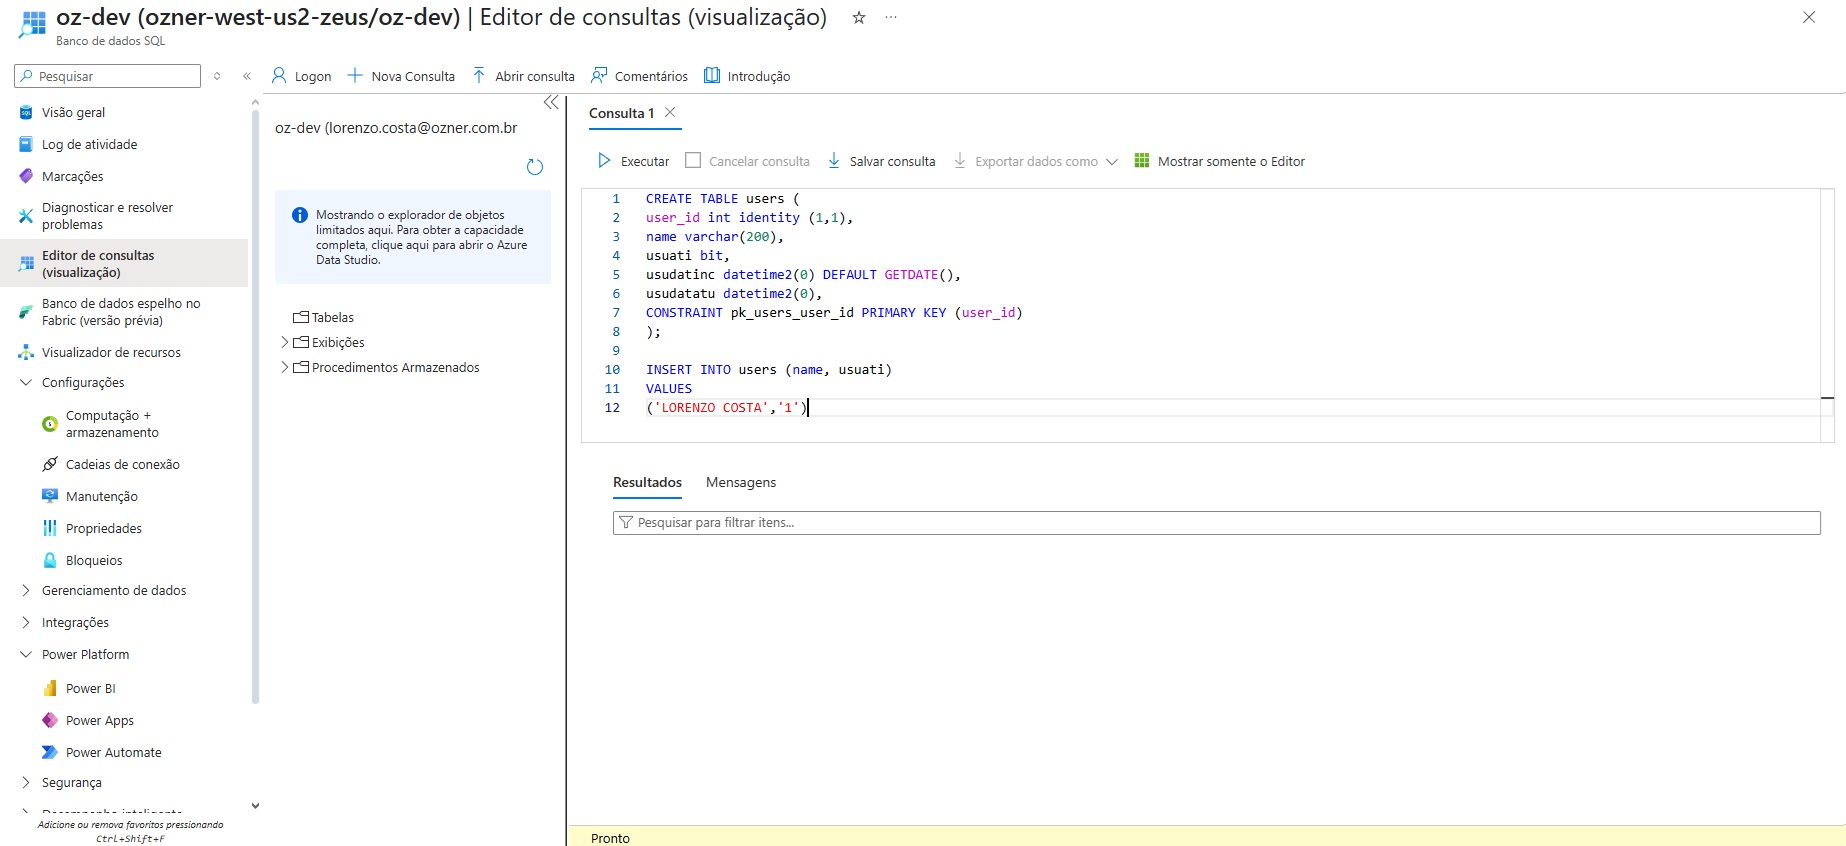 oz-dev (ozner-west-us2-zeus/oz-dev) | Editor de consultas (visualização)
Banco de dados SQL
Pesquisar
Visão geral
Log de atividade
Marcações
Diagnosticar e resolver
problemas
Editor de consultas
(visualização)
Banco de dados espelho no
Fabric (versão prévia)
Visualizador de recursos
Configurações
Computação +
armazenamento
Cadeias de conexão
Manutenção
Propriedades
Bloqueios
Gerenciamento de dados
Integrações
Power Platform
Power BI
Power Apps
Power Automate
Segurança
Desempenho inteligente
Adicione ou remova favoritos pressionando
Ctrl+Shift+F
Logon
Nova Consulta
Abrir consulta
Comentários
Introdução
oz-dev (lorenzo.costa@ozner.com.br
Mostrando o explorador de objetos
limitados aqui. Para obter a capacidade
completa, clique aqui para abrir o Azure
Data Studio.
Tabelas
Exibições
Procedimentos Armazenados
Consulta 1
Executar
Cancelar consulta
Salvar consulta
Exportar dados como
Mostrar somente o Editor
1 CREATE TABLE users (
2 user_id int identity (1,1),
3 name varchar(200),
4 usuati bit,
5 usudatinc datetime2(0) DEFAULT GETDATE(),
6 usudatatu datetime2(0),
7 CONSTRAINT pk_users_user_id PRIMARY KEY (user_id)
8 );
9
10 INSERT INTO users (name, usuati)
11 VALUES
12 ('LORENZO COSTA','1')
Resultados
Mensagens
Pesquisar para filtrar itens...
Pronto